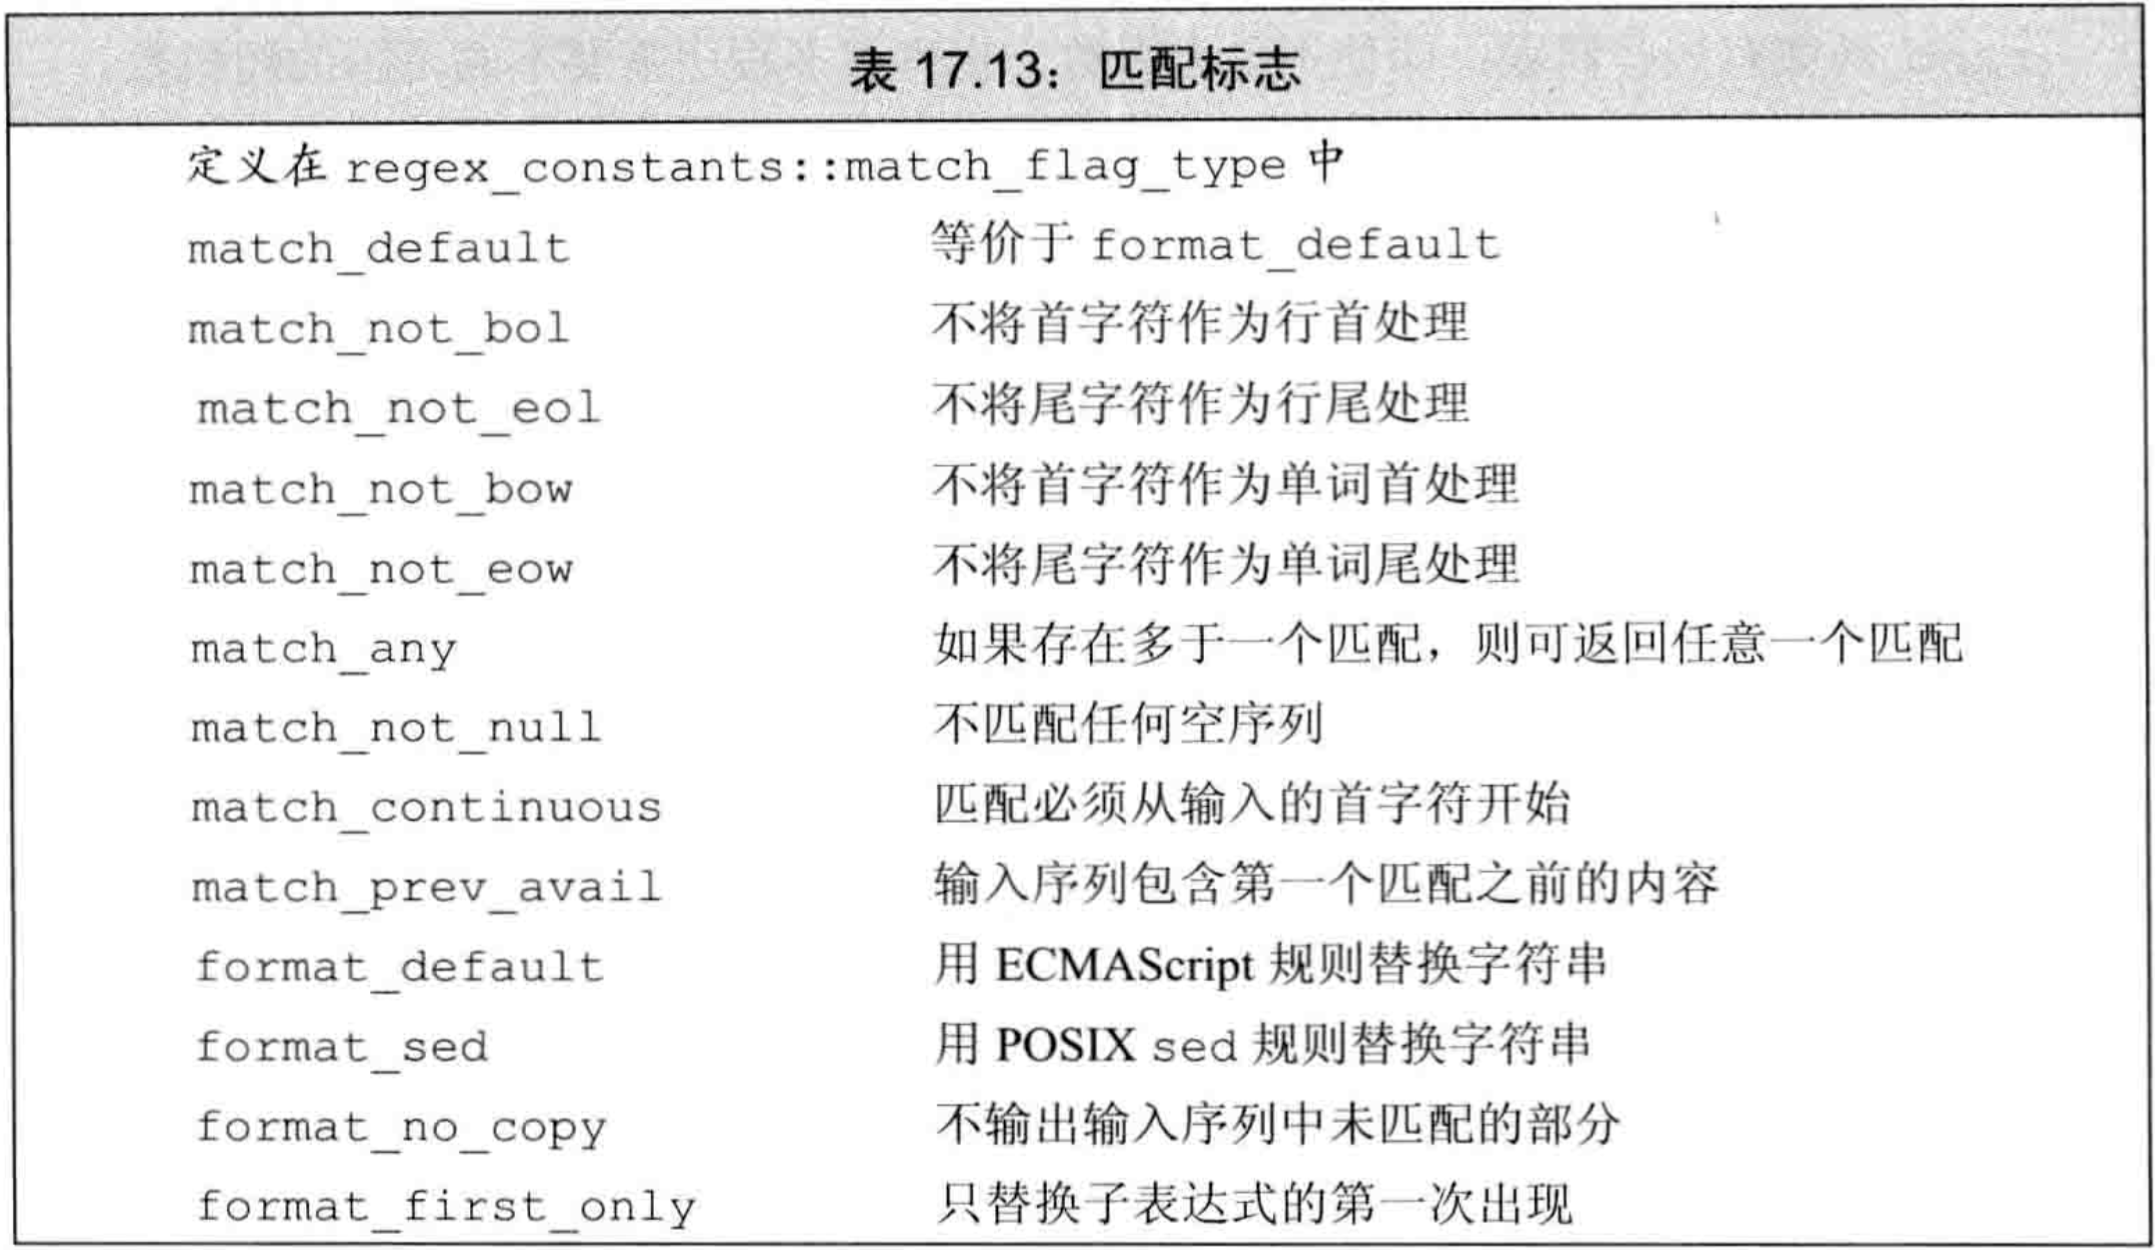 表 17.13：匹配标志
定义在 regex_constants::match_flag_type 中
match_default 等价于 format_default
match_not_bol 不将首字符作为行首处理
match_not_eol 不将尾字符作为行尾处理
match_not_bow 不将首字符作为单词首处理
match_not_eow 不将尾字符作为单词尾处理
match_any 如果存在多于一个匹配，则可返回任意一个匹配
match_not_null 不匹配任何空序列
match_continuous 匹配必须从输入的首字符开始
match_prev_avail 输入序列包含第一个匹配之前的内容
format_default 用 ECMAScript 规则替换字符串
format_sed 用 POSIX sed 规则替换字符串
format_no_copy 不输出输入序列中未匹配的部分
format_first_only 只替换子表达式的第一次出现